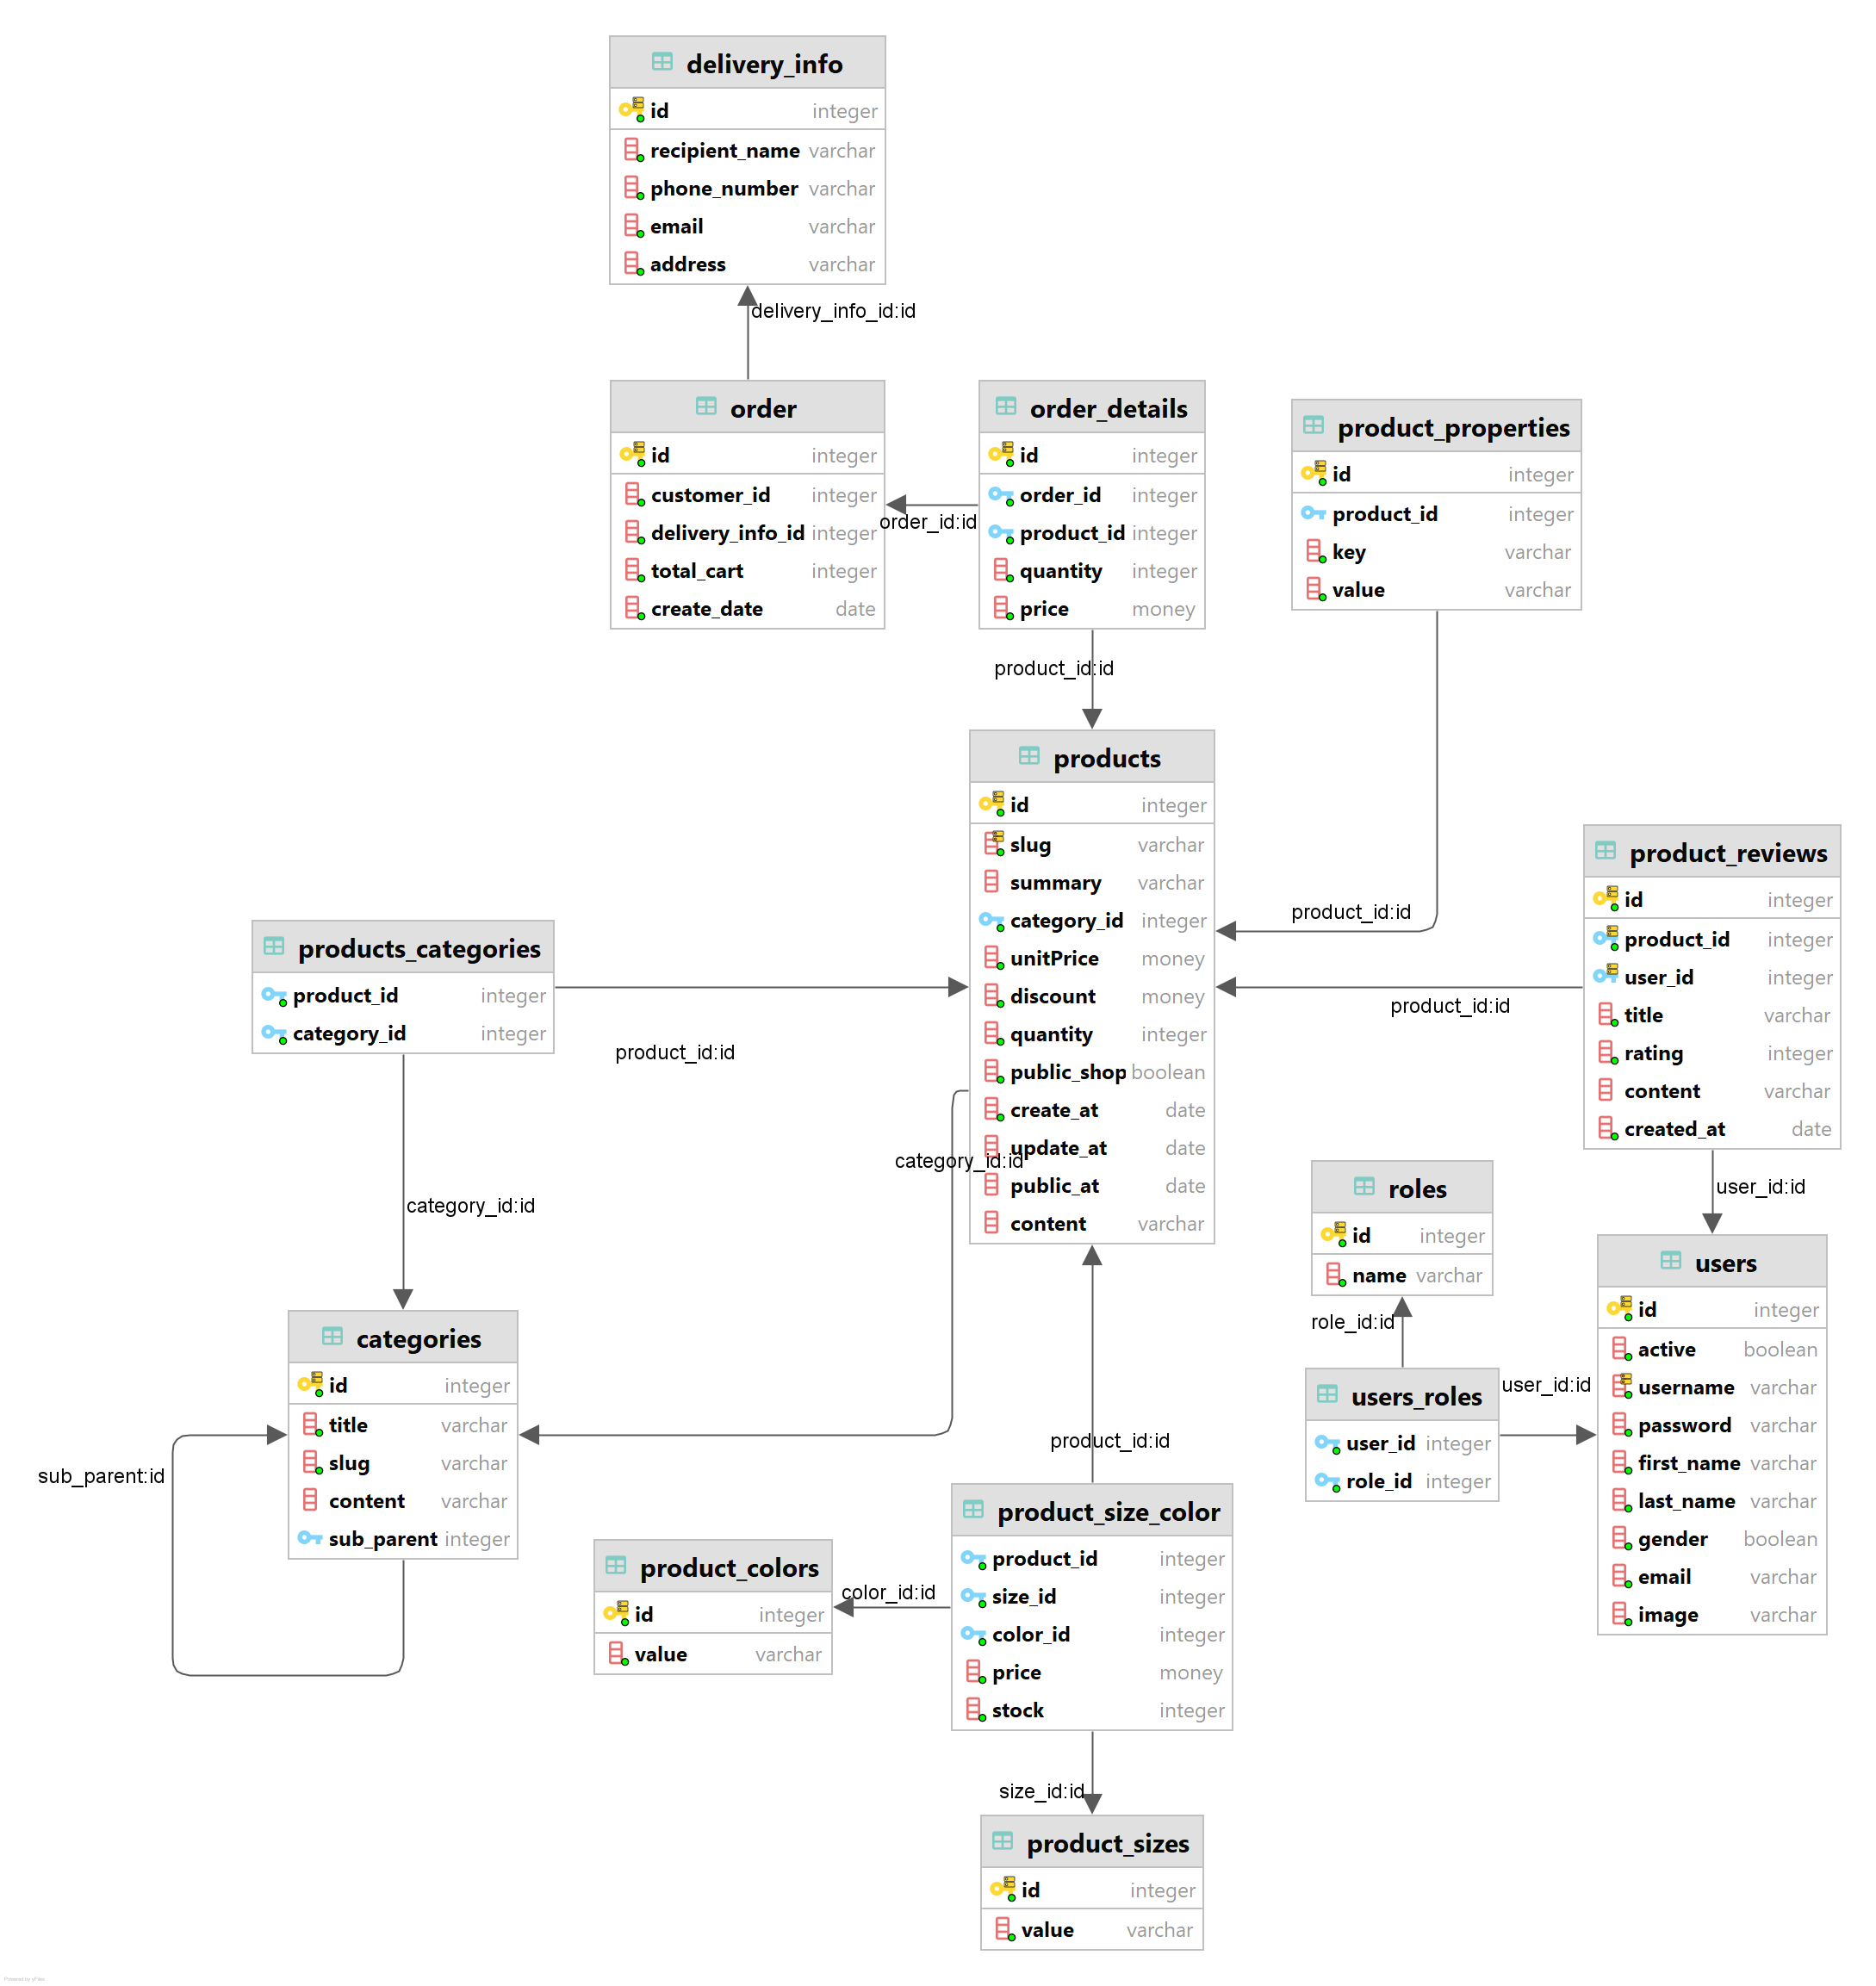 delivery_info
id integer
recipient_name varchar
phone_number varchar
email varchar
address varchar
delivery_info_id:id
order
id integer
customer_id integer
delivery_info_id integer
total_cart integer
create_date date
order_id:id
order_details
id integer
order_id integer
product_id integer
quantity integer
price money
product_id:id
product_properties
id integer
product_id integer
key varchar
value varchar
product_id:id
products
id integer
slug varchar
summary varchar
category_id integer
unitPrice money
discount money
quantity integer
public_shop boolean
create_at date
update_at date
public_at date
content varchar
category_id:id
product_reviews
id integer
product_id integer
user_id integer
title varchar
rating integer
content varchar
created_at date
product_id:id
user_id:id
products_categories
product_id integer
category_id integer
product_id:id
category_id:id
roles
id integer
name varchar
role_id:id
users_roles
user_id integer
role_id integer
user_id:id
users
id integer
active boolean
username varchar
password varchar
first_name varchar
last_name varchar
gender boolean
email varchar
image varchar
categories
id integer
title varchar
slug varchar
content varchar
sub_parent integer
sub_parent:id
product_id:id
product_size_color
product_id integer
size_id integer
color_id integer
price money
stock integer
color_id:id
product_colors
id integer
value varchar
size_id:id
product_sizes
id integer
value varchar
Powered by yFiles